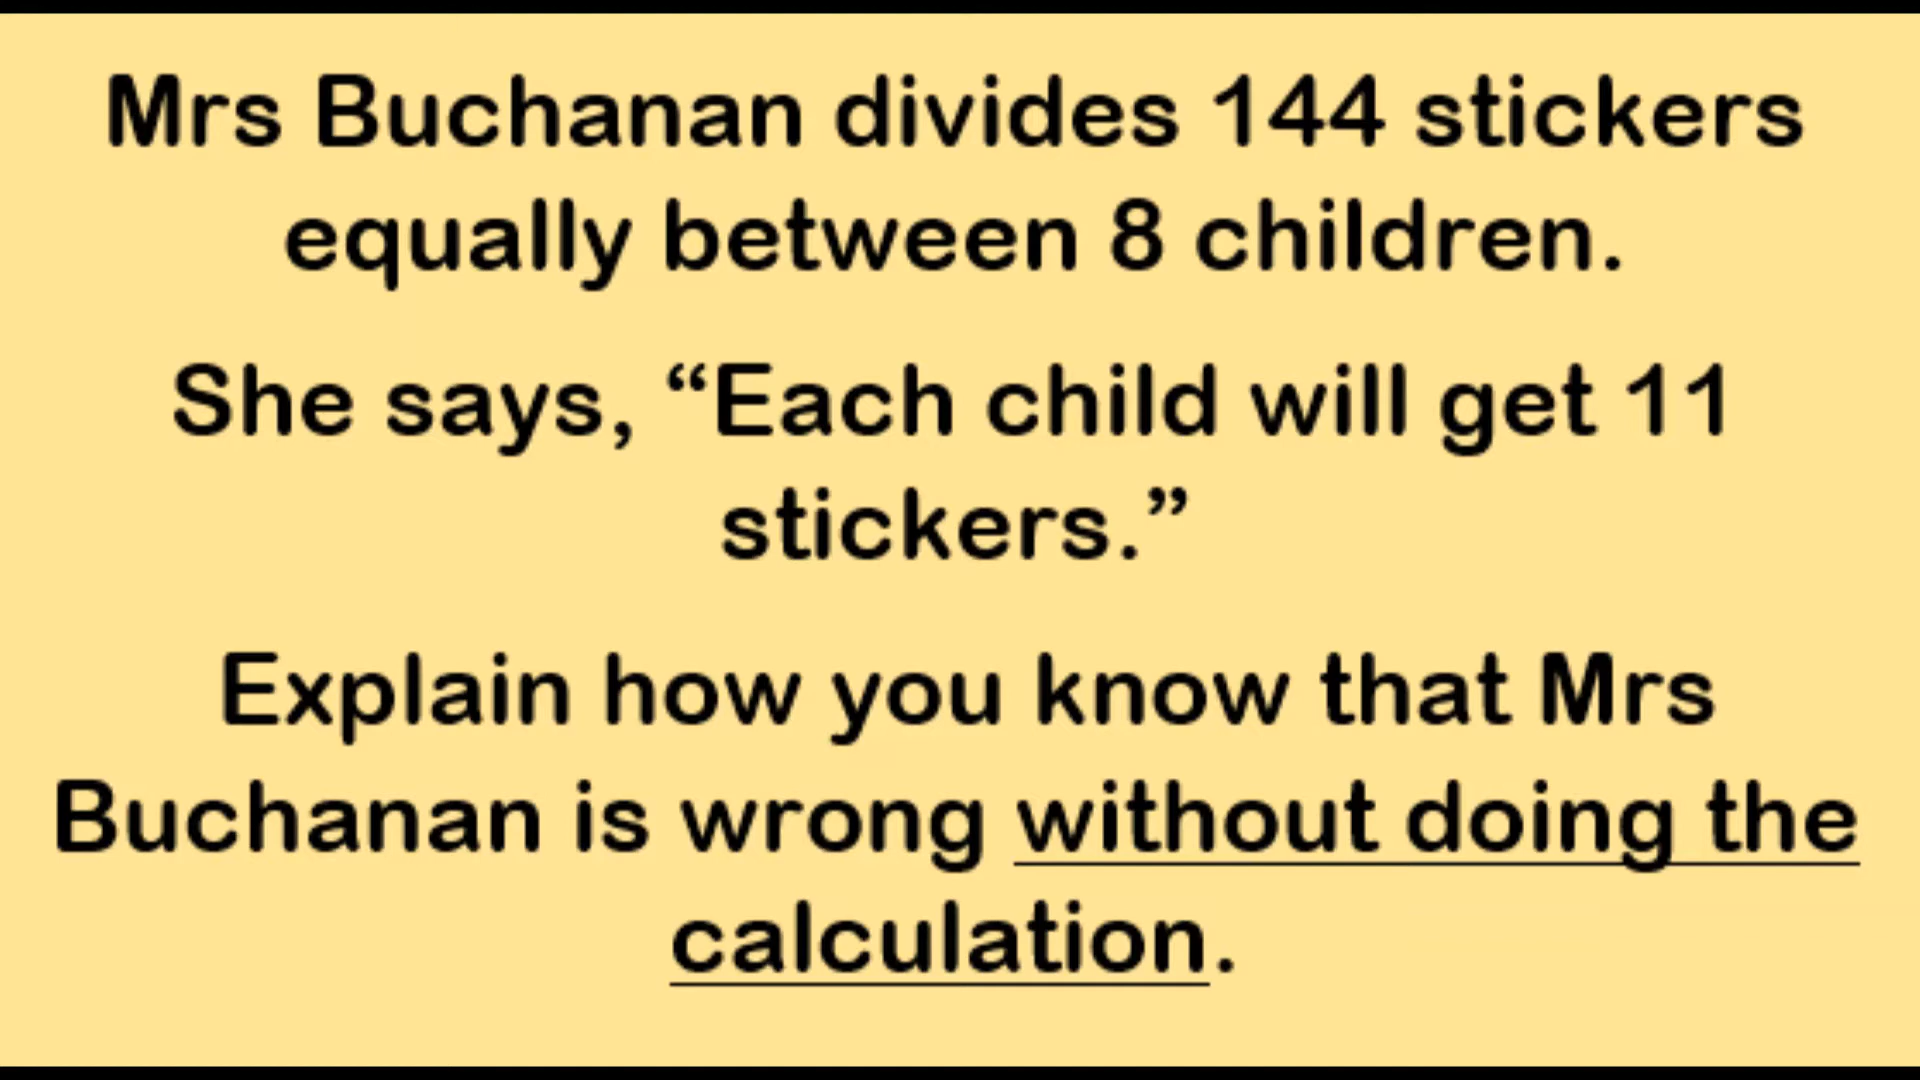 Mrs Buchanan divides 144 stickers
equally between 8 children.
She says, “Each child will get 11
stickers.”
Explain how you know that Mrs
Buchanan is wrong without doing the
calculation.